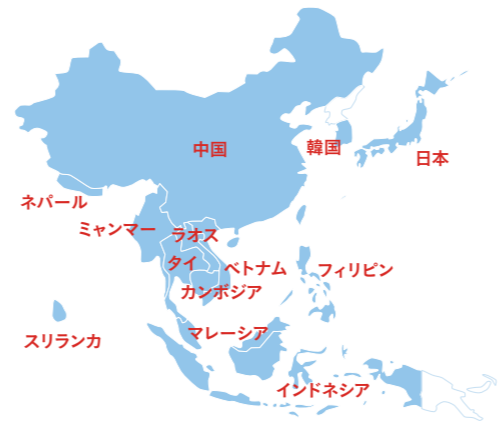 中国
韓国
日本
ネパール
ミャンマー
ラオス
タイ
ベトナム
フィリピン
カンボジア
マレーシア
スリランカ
インドネシア